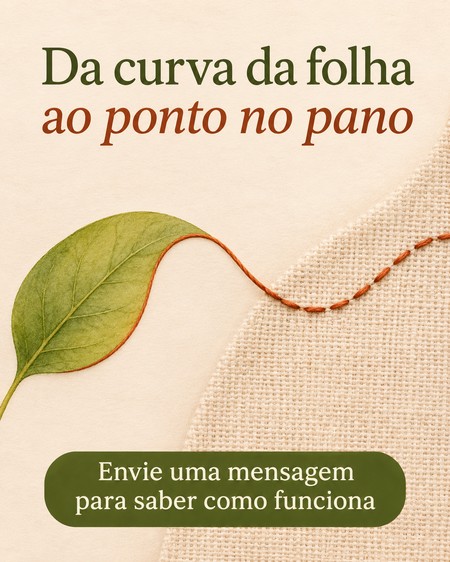 Da curva da folha
ao ponto no pano
Envie uma mensagem
para saber como funciona